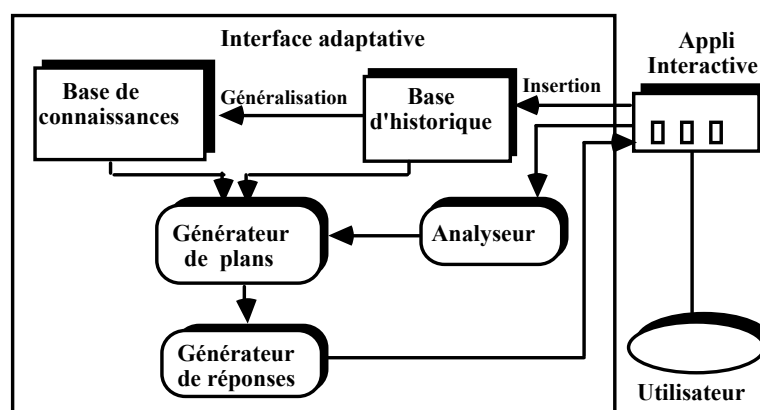 Interface adaptative
Appli
Interactive
Base de
connaissances
Généralisation
Base
d'historique
Insertion
Générateur
de plans
Analyseur
Générateur
de réponses
Utilisateur